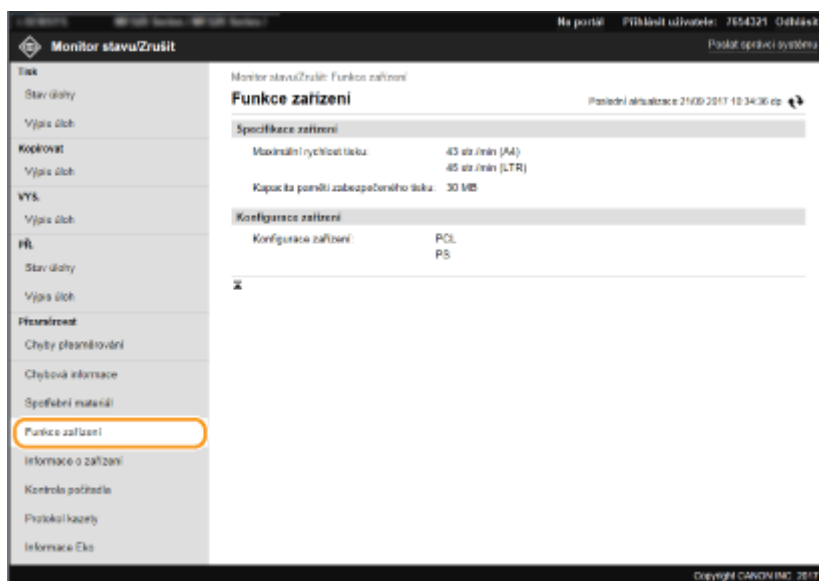 Na portál Přihlásit uživatele: 7654321 Odhlásit
Monitor stavu/Zrušit
Poslat správci systému
Tisk
Stav úlohy
Výpis úloh
Kopírovat
Výpis úloh
VYS.
Výpis úloh
PŘ.
Stav úlohy
Výpis úloh
Přesměrovat
Chyby přesměrování
Chybová informace
Spotřební materiál
Funkce zařízení
Informace o zařízení
Kontrola počitadla
Protokol kazety
Informace Eko
Monitor stavu/Zrušit: Funkce zařízení
Funkce zařízení
Poslední aktualizace 21/09 2017 10:34:36 dp.
Specifikace zařízení
Maximální rychlost tisku: 43 str./min (A4)
45 str./min (LTR)
Kapacita paměti zabezpečeného tisku: 30 MB
Konfigurace zařízení
Konfigurace zařízení: PCL
PS
Copyright CANON INC. 2017